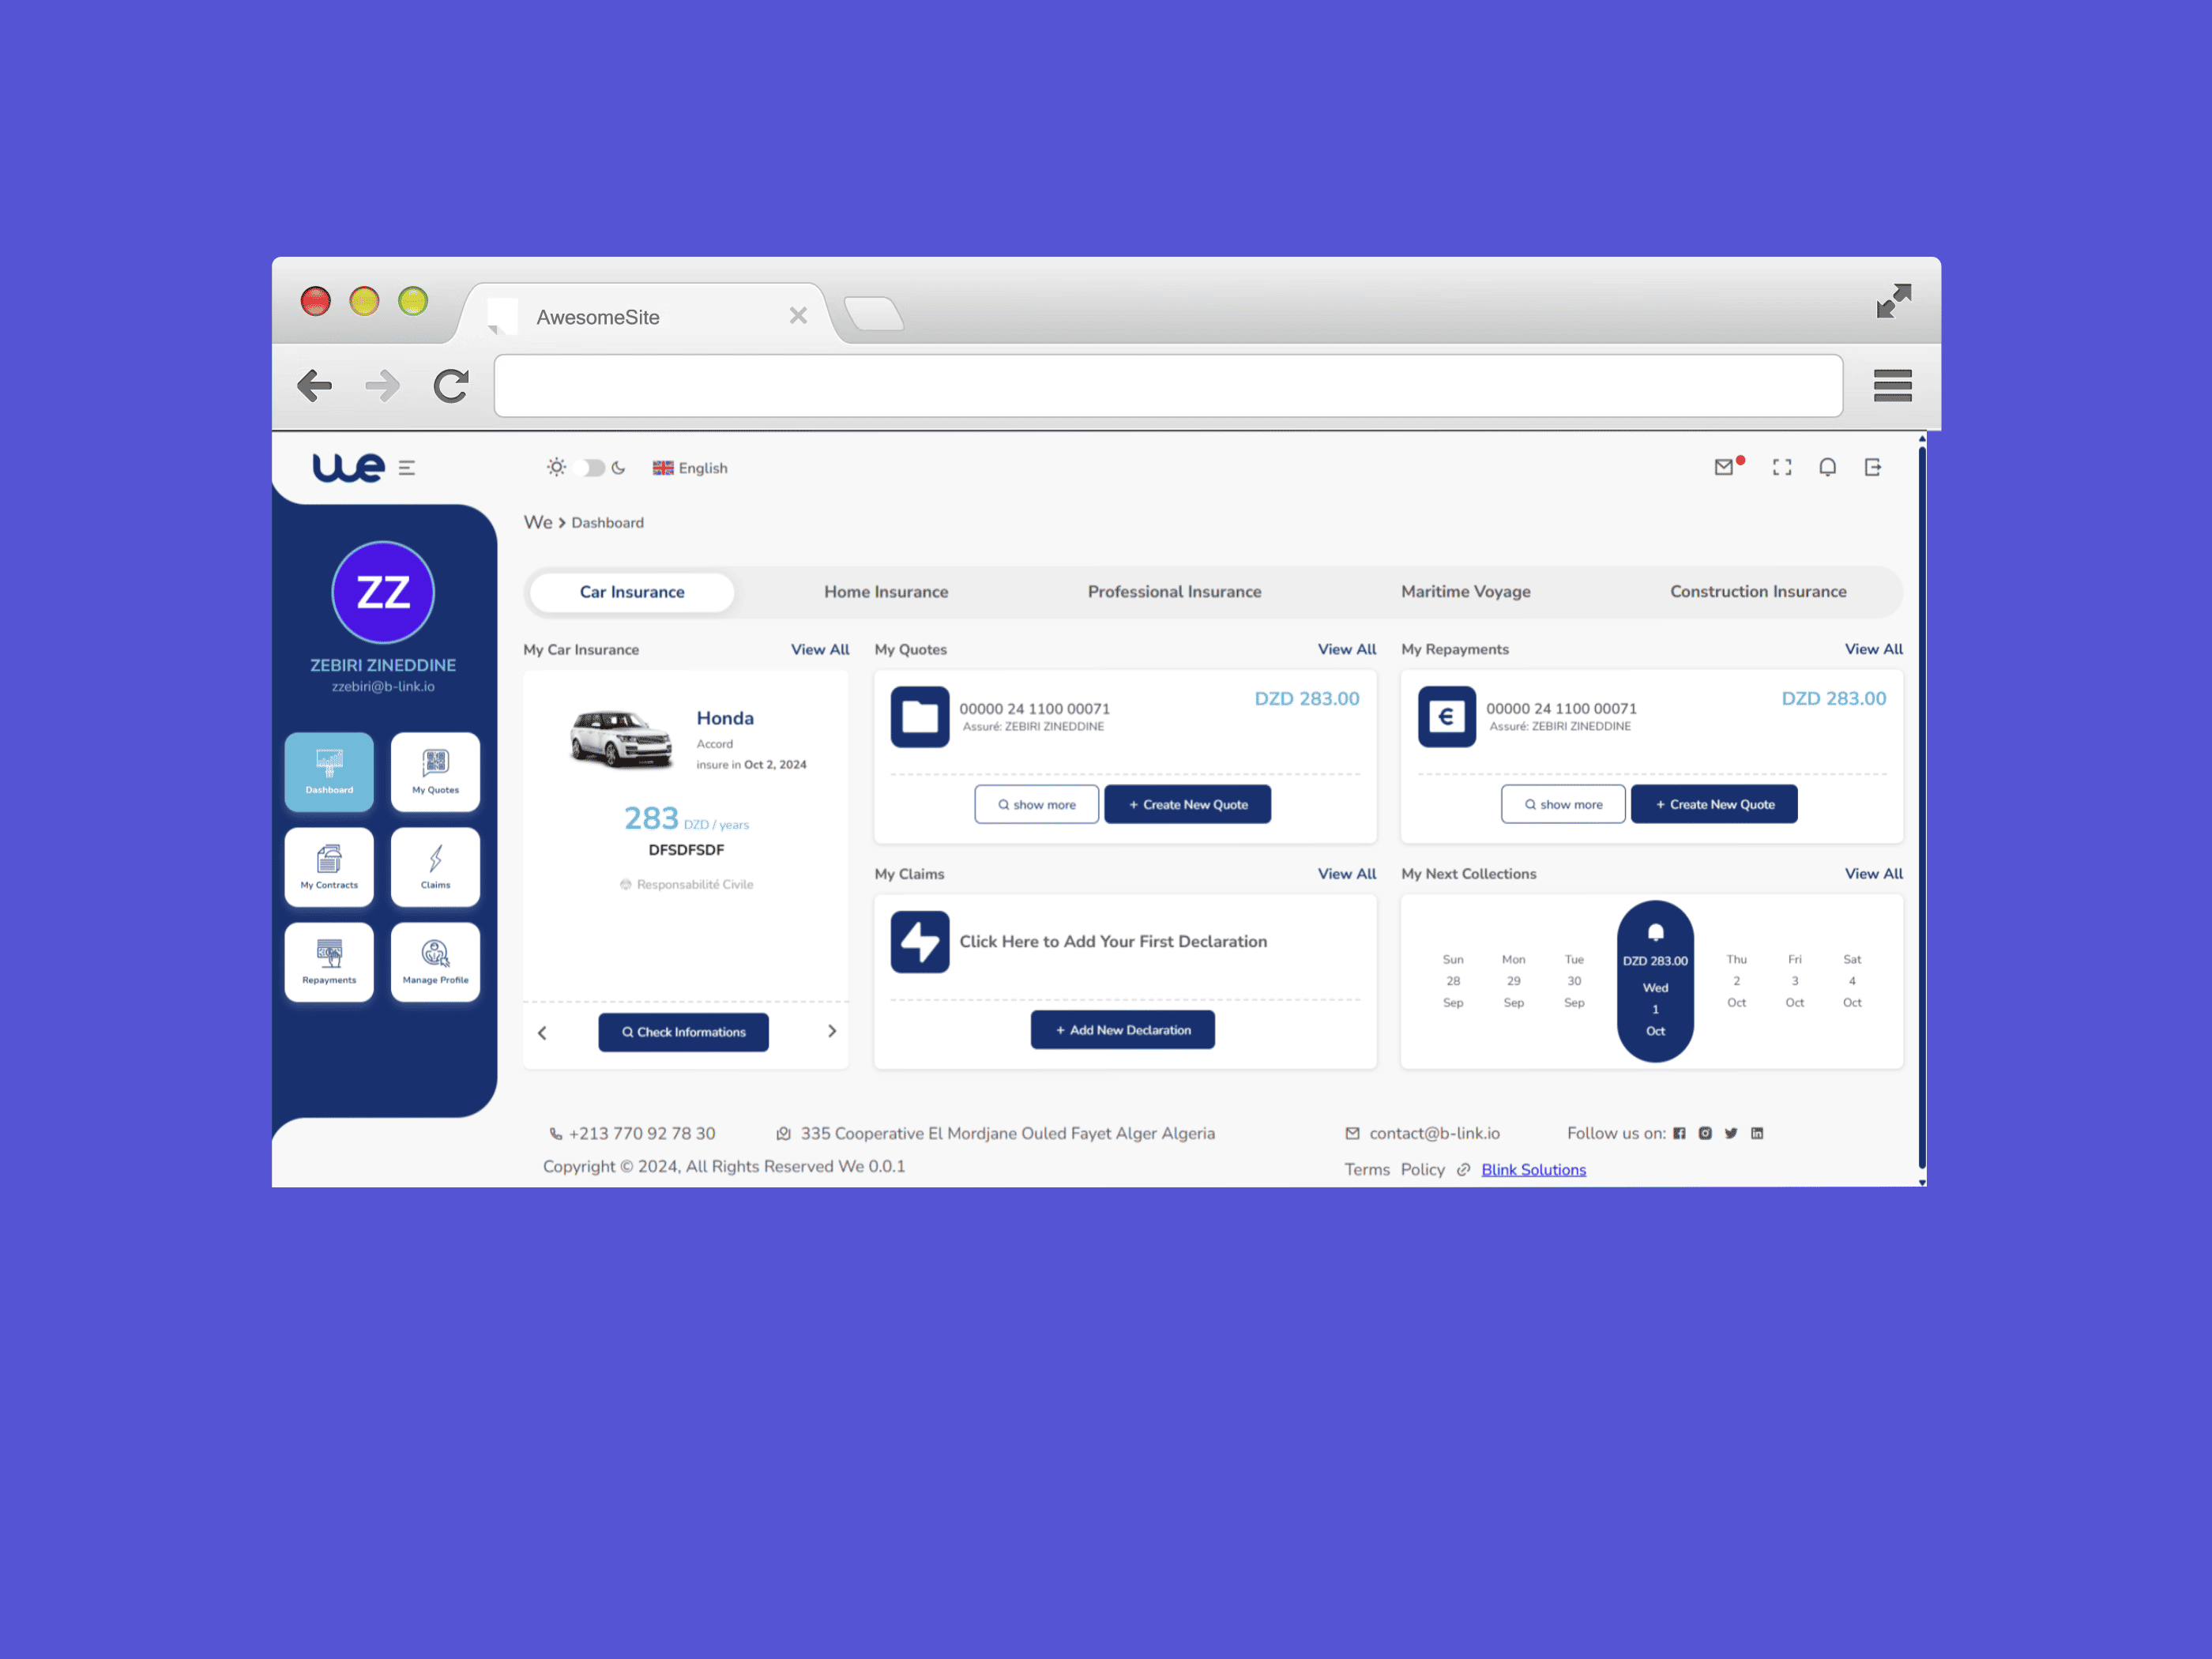 AwesomeSite
we
English
We > Dashboard
ZZ
ZEBIRI ZINEDDINE
zzebiri@b-link.io
Dashboard
My Quotes
My Contracts
Claims
Repayments
Manage Profile
Car Insurance
Home Insurance
Professional Insurance
Maritime Voyage
Construction Insurance
My Car Insurance
View All
Honda
Accord
insure in Oct 2, 2024
283 DZD / years
DFSDFSDF
Responsabilité Civile
Check Informations
My Quotes
View All
00000 24 1100 00071
DZD 283.00
Assuré: ZEBIRI ZINEDDINE
show more
+ Create New Quote
My Repayments
View All
€
00000 24 1100 00071
DZD 283.00
Assuré: ZEBIRI ZINEDDINE
show more
+ Create New Quote
My Claims
View All
Click Here to Add Your First Declaration
+ Add New Declaration
My Next Collections
View All
Sun
28
Sep
Mon
29
Sep
Tue
30
Sep
DZD 283.00
Wed
1
Oct
Thu
2
Oct
Fri
3
Oct
Sat
4
Oct
+213 770 92 78 30
335 Cooperative El Mordjane Ouled Fayet Alger Algeria
contact@b-link.io
Follow us on:
Copyright © 2024, All Rights Reserved We 0.0.1
Terms Policy Blink Solutions